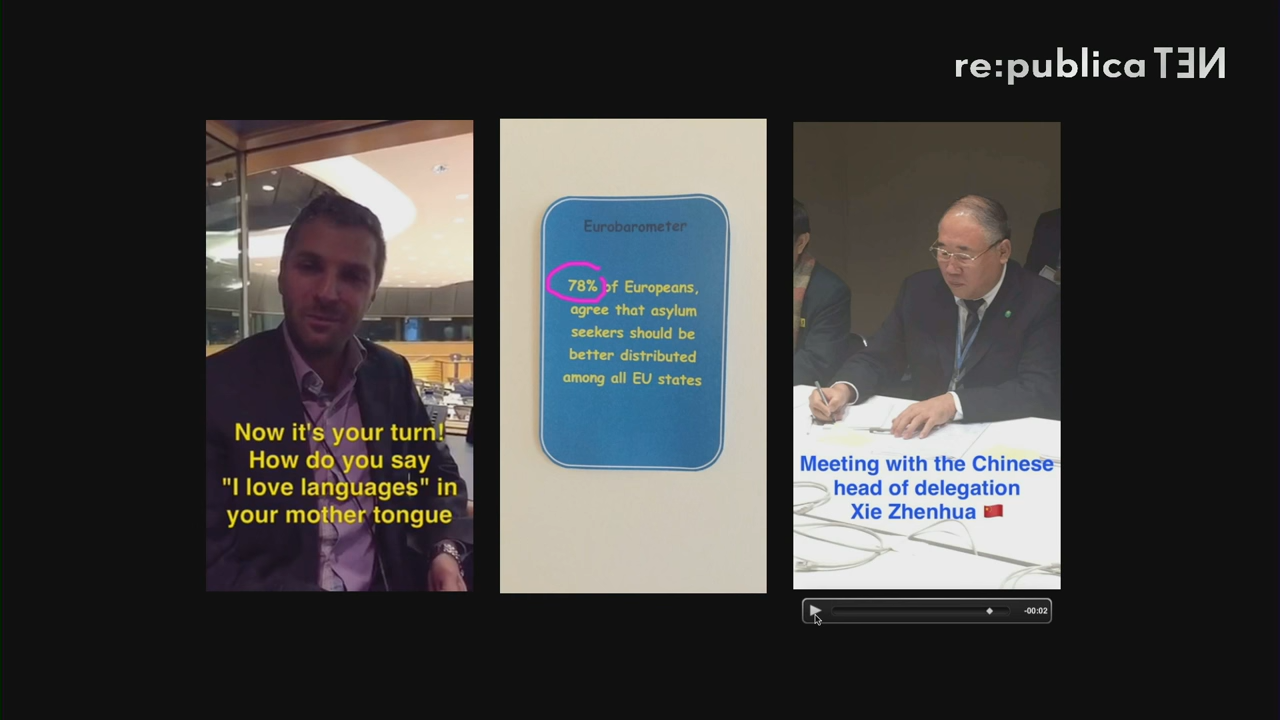 re:publica TEN
Now it's your turn!
How do you say
"I love languages" in
your mother tongue
Eurobarometer
78% of Europeans,
agree that asylum
seekers should be
better distributed
among all EU states
Meeting with the Chinese
head of delegation
Xie Zhenhua 🇨🇳
-00:02